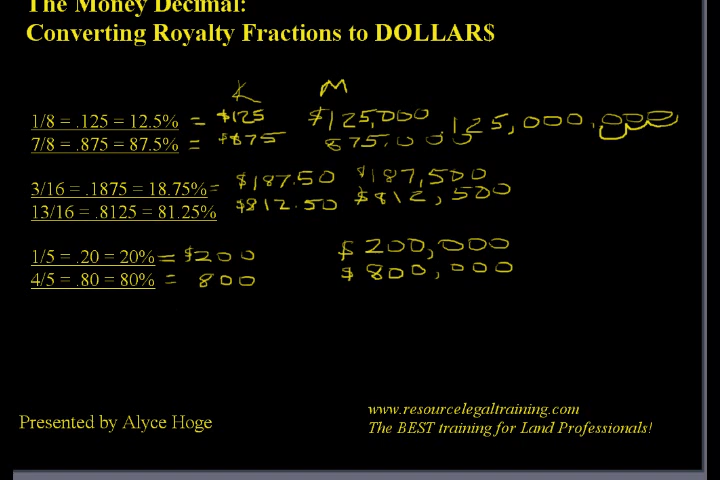 The Money Decimal:
Converting Royalty Fractions to DOLLAR$
K M
1/8 = .125 = 12.5% = $125 $125,000 .125,000,000
7/8 = .875 = 87.5% = $875 875,000
3/16 = .1875 = 18.75% = $187.50 $187,500
13/16 = .8125 = 81.25% $812.50 $812,500
1/5 = .20 = 20% = $200 $200,000
4/5 = .80 = 80% = 800 $800,000
Presented by Alyce Hoge
www.resourcelegaltraining.com
The BEST training for Land Professionals!